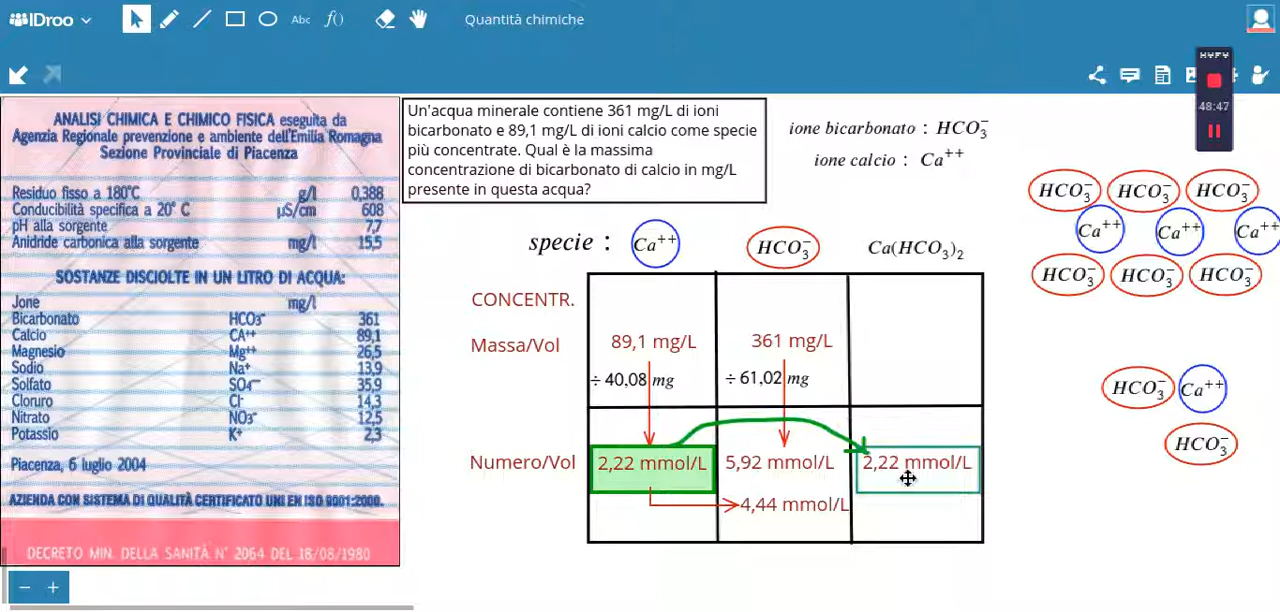 IDroo
Abc
f()
Quantità chimiche
48:47
ANALISI CHIMICA E CHIMICO FISICA eseguita da
Agenzia Regionale prevenzione e ambiente dell'Emilia Romagna
Sezione Provinciale di Piacenza
Residuo fisso a 180°C g/l 0,388
Conducibilità specifica a 20° C µS/cm 608
pH alla sorgente 7,7
Anidride carbonica alla sorgente mg/l 15,5
SOSTANZE DISCIOLTE IN UN LITRO DI ACQUA:
Jone mg/l
Bicarbonato HCO3⁻ 361
Calcio CA⁺⁺ 89,1
Magnesio Mg⁺⁺ 26,5
Sodio Na⁺ 13,9
Solfato SO4⁻⁻ 35,9
Cloruro Cl⁻ 14,3
Nitrato NO3⁻ 12,5
Potassio K⁺ 2,3
Piacenza, 6 luglio 2004
AZIENDA CON SISTEMA DI QUALITÀ CERTIFICATO UNI EN ISO 9001:2000.
DECRETO MIN. DELLA SANITÀ N° 2064 DEL 18/08/1980
Un'acqua minerale contiene 361 mg/L di ioni
bicarbonato e 89,1 mg/L di ioni calcio come specie
più concentrate. Qual è la massima
concentrazione di bicarbonato di calcio in mg/L
presente in questa acqua?
ione bicarbonato : HCO₃⁻
ione calcio : Ca⁺⁺
specie : Ca⁺⁺ HCO₃⁻ Ca(HCO₃)₂
CONCENTR.
Massa/Vol 89,1 mg/L 361 mg/L
÷ 40,08 mg ÷ 61,02 mg
Numero/Vol 2,22 mmol/L 5,92 mmol/L 2,22 mmol/L
4,44 mmol/L
HCO₃⁻ HCO₃⁻ HCO₃⁻
Ca⁺⁺ Ca⁺⁺ Ca⁺⁺
HCO₃⁻ HCO₃⁻ HCO₃⁻
HCO₃⁻ Ca⁺⁺
HCO₃⁻